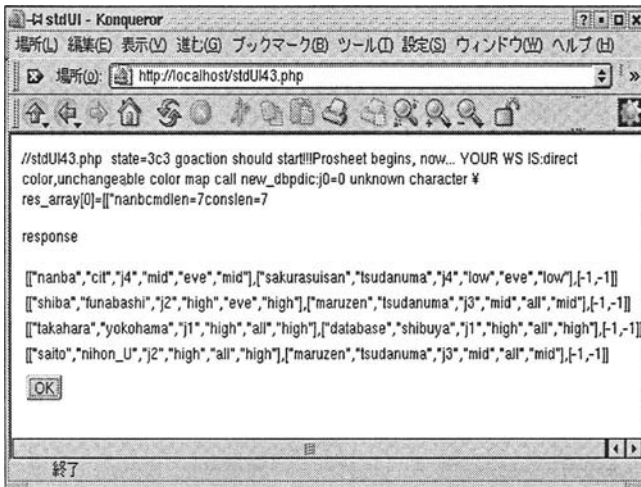 stdUI - Konqueror
場所(L) 編集(E) 表示(V) 進む(G) ブックマーク(B) ツール(T) 設定(S) ウィンドウ(W) ヘルプ(H)
場所(o): http://localhost/stdUI43.php
//stdUI43.php state=3c3 goaction should start!!!Prosheet begins, now... YOUR WS IS:direct
color,unchangeable color map call new_dbpdic:j0=0 unknown character ¥
res_array[0]=[["nanbcmdlen=7conslen=7
response
[["nanba","cit","j4","mid","eve","mid"],["sakurasuisan","tsudanuma","j4","low","eve","low"],[-1,-1]]
[["shiba","funabashi","j2","high","eve","high"],["maruzen","tsudanuma","j3","mid","all","mid"],[-1,-1]]
[["takahara","yokohama","j1","high","all","high"],["database","shibuya","j1","high","all","high"],[-1,-1]]
[["saito","nihon_U","j2","high","all","high"],["maruzen","tsudanuma","j3","mid","all","mid"],[-1,-1]]
OK
終了